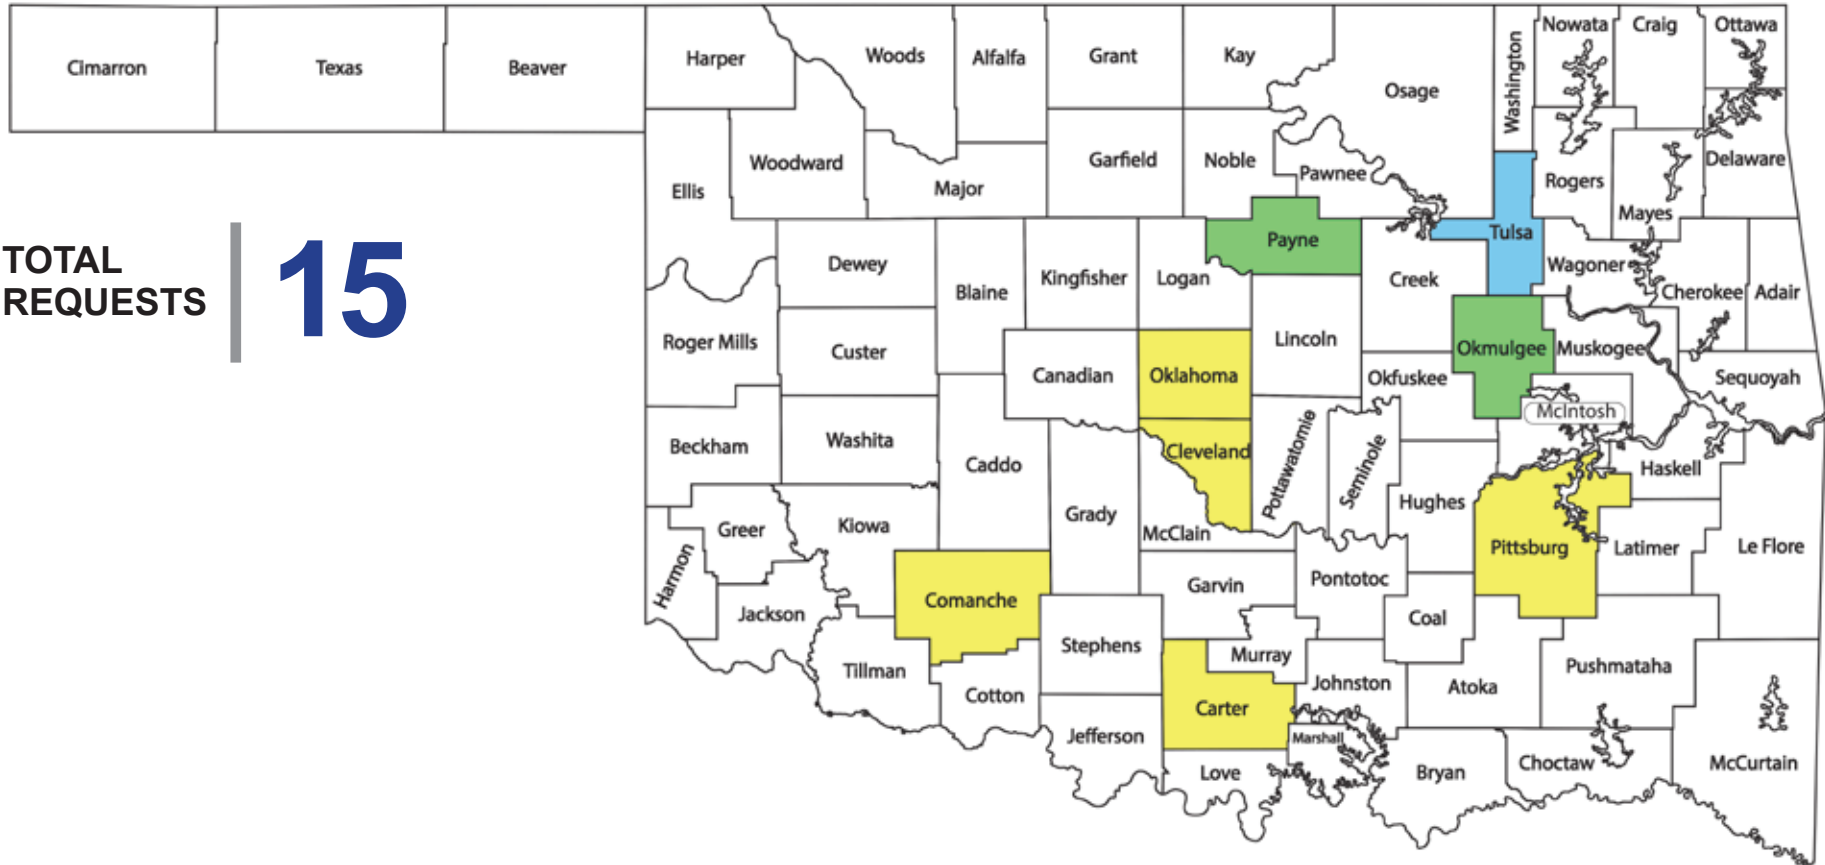 Cimarron
Texas
Beaver
Harper
Woods
Alfalfa
Grant
Kay
Osage
Washington
Nowata
Craig
Ottawa
Ellis
Woodward
Major
Garfield
Noble
Pawnee
Rogers
Mayes
Delaware
TOTAL
REQUESTS
15
Dewey
Blaine
Kingfisher
Logan
Payne
Creek
Tulsa
Wagoner
Cherokee
Adair
Roger Mills
Custer
Canadian
Oklahoma
Lincoln
Okfuskee
Okmulgee
Muskogee
Sequoyah
McIntosh
Beckham
Washita
Caddo
Grady
Cleveland
Pottawatomie
Seminole
Hughes
Haskell
Greer
Kiowa
McClain
Pittsburg
Latimer
Le Flore
Harmon
Jackson
Comanche
Garvin
Pontotoc
Coal
Tillman
Stephens
Murray
Johnston
Atoka
Pushmataha
Cotton
Carter
Jefferson
Marshall
Love
Bryan
Choctaw
McCurtain